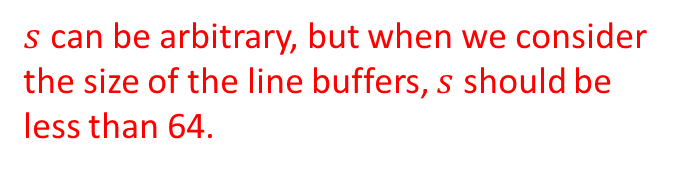 s can be arbitrary, but when we consider
the size of the line buffers, s should be
less than 64.